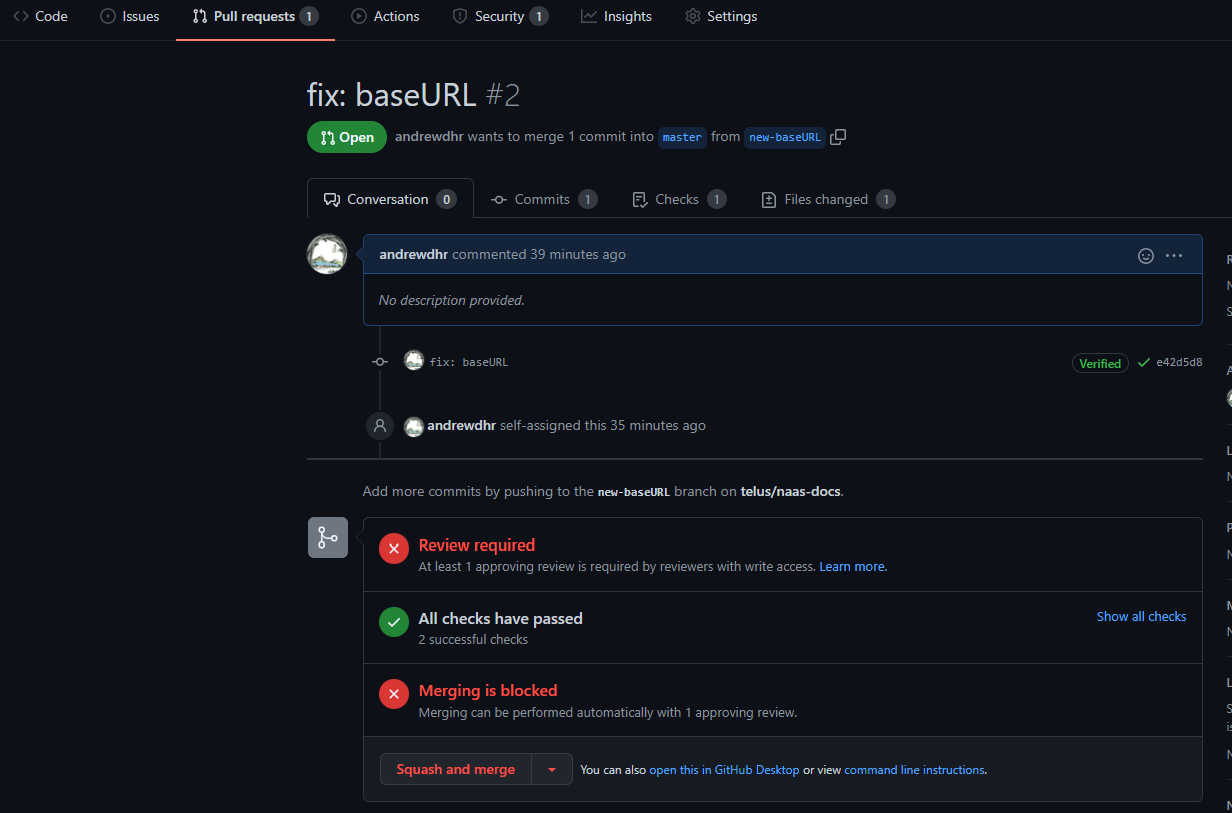 Code Issues Pull requests 1 Actions Security 1 Insights Settings
fix: baseURL #2
Open andrewdhr wants to merge 1 commit into master from new-baseURL
Conversation 0 Commits 1 Checks 1 Files changed 1
andrewdhr commented 39 minutes ago
No description provided.
fix: baseURL Verified e42d5d8
andrewdhr self-assigned this 35 minutes ago
Add more commits by pushing to the new-baseURL branch on telus/naas-docs.
Review required
At least 1 approving review is required by reviewers with write access. Learn more.
All checks have passed Show all checks
2 successful checks
Merging is blocked
Merging can be performed automatically with 1 approving review.
Squash and merge You can also open this in GitHub Desktop or view command line instructions.